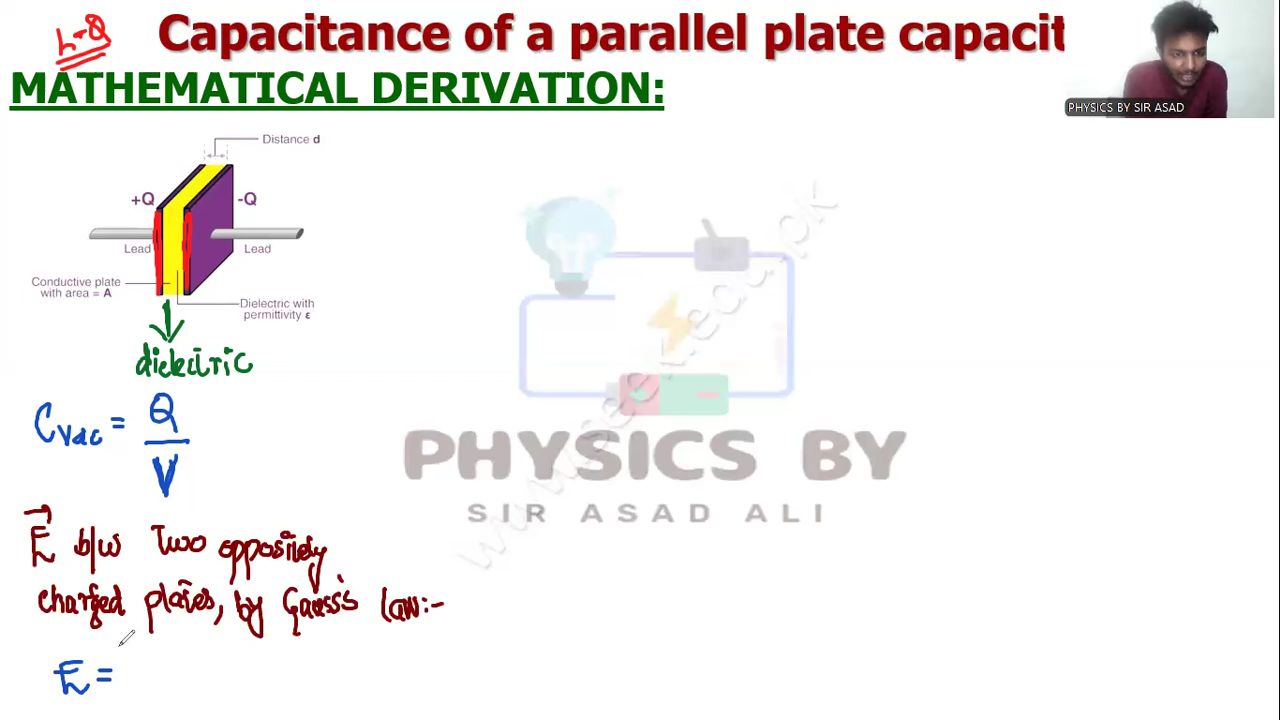 L-Q
Capacitance of a parallel plate capacit
MATHEMATICAL DERIVATION:
PHYSICS BY SIR ASAD
Distance d
+Q
-Q
Lead
Lead
Conductive plate
with area = A
Dielectric with
permittivity ε
dielectric
Cvac = Q
V
E b/w Two oppositely
charged plates, by Gauss's law:-
E =
PHYSICS BY
SIR ASAD ALI